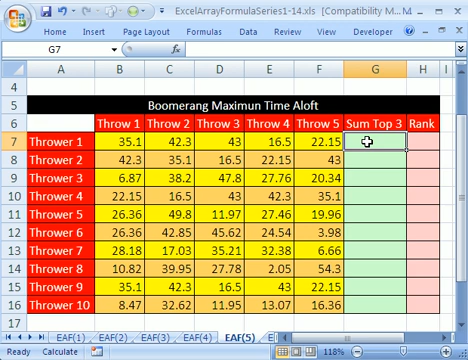 ExcelArrayFormulaSeries1-14.xls [Compatibility M...
Home Insert Page Layout Formulas Data Review View Developer
G7 fx
A B C D E F G H I
4
5 Boomerang Maximun Time Aloft
6 Throw 1 Throw 2 Throw 3 Throw 4 Throw 5 Sum Top 3 Rank
7 Thrower 1 35.1 42.3 43 16.5 22.15
8 Thrower 2 42.3 35.1 16.5 22.15 43
9 Thrower 3 6.87 38.2 47.8 27.76 20.34
10 Thrower 4 22.15 16.5 43 42.3 35.1
11 Thrower 5 26.36 49.8 11.97 27.46 19.96
12 Thrower 6 26.36 42.85 45.62 24.54 3.98
13 Thrower 7 28.18 17.03 35.21 32.38 6.66
14 Thrower 8 10.82 39.95 27.78 2.05 54.3
15 Thrower 9 35.1 42.3 16.5 43 22.15
16 Thrower 10 8.47 32.62 11.95 13.07 16.36
17
EAF(1) EAF(2) EAF(3) EAF(4) EAF(5)
Ready Calculate 118%